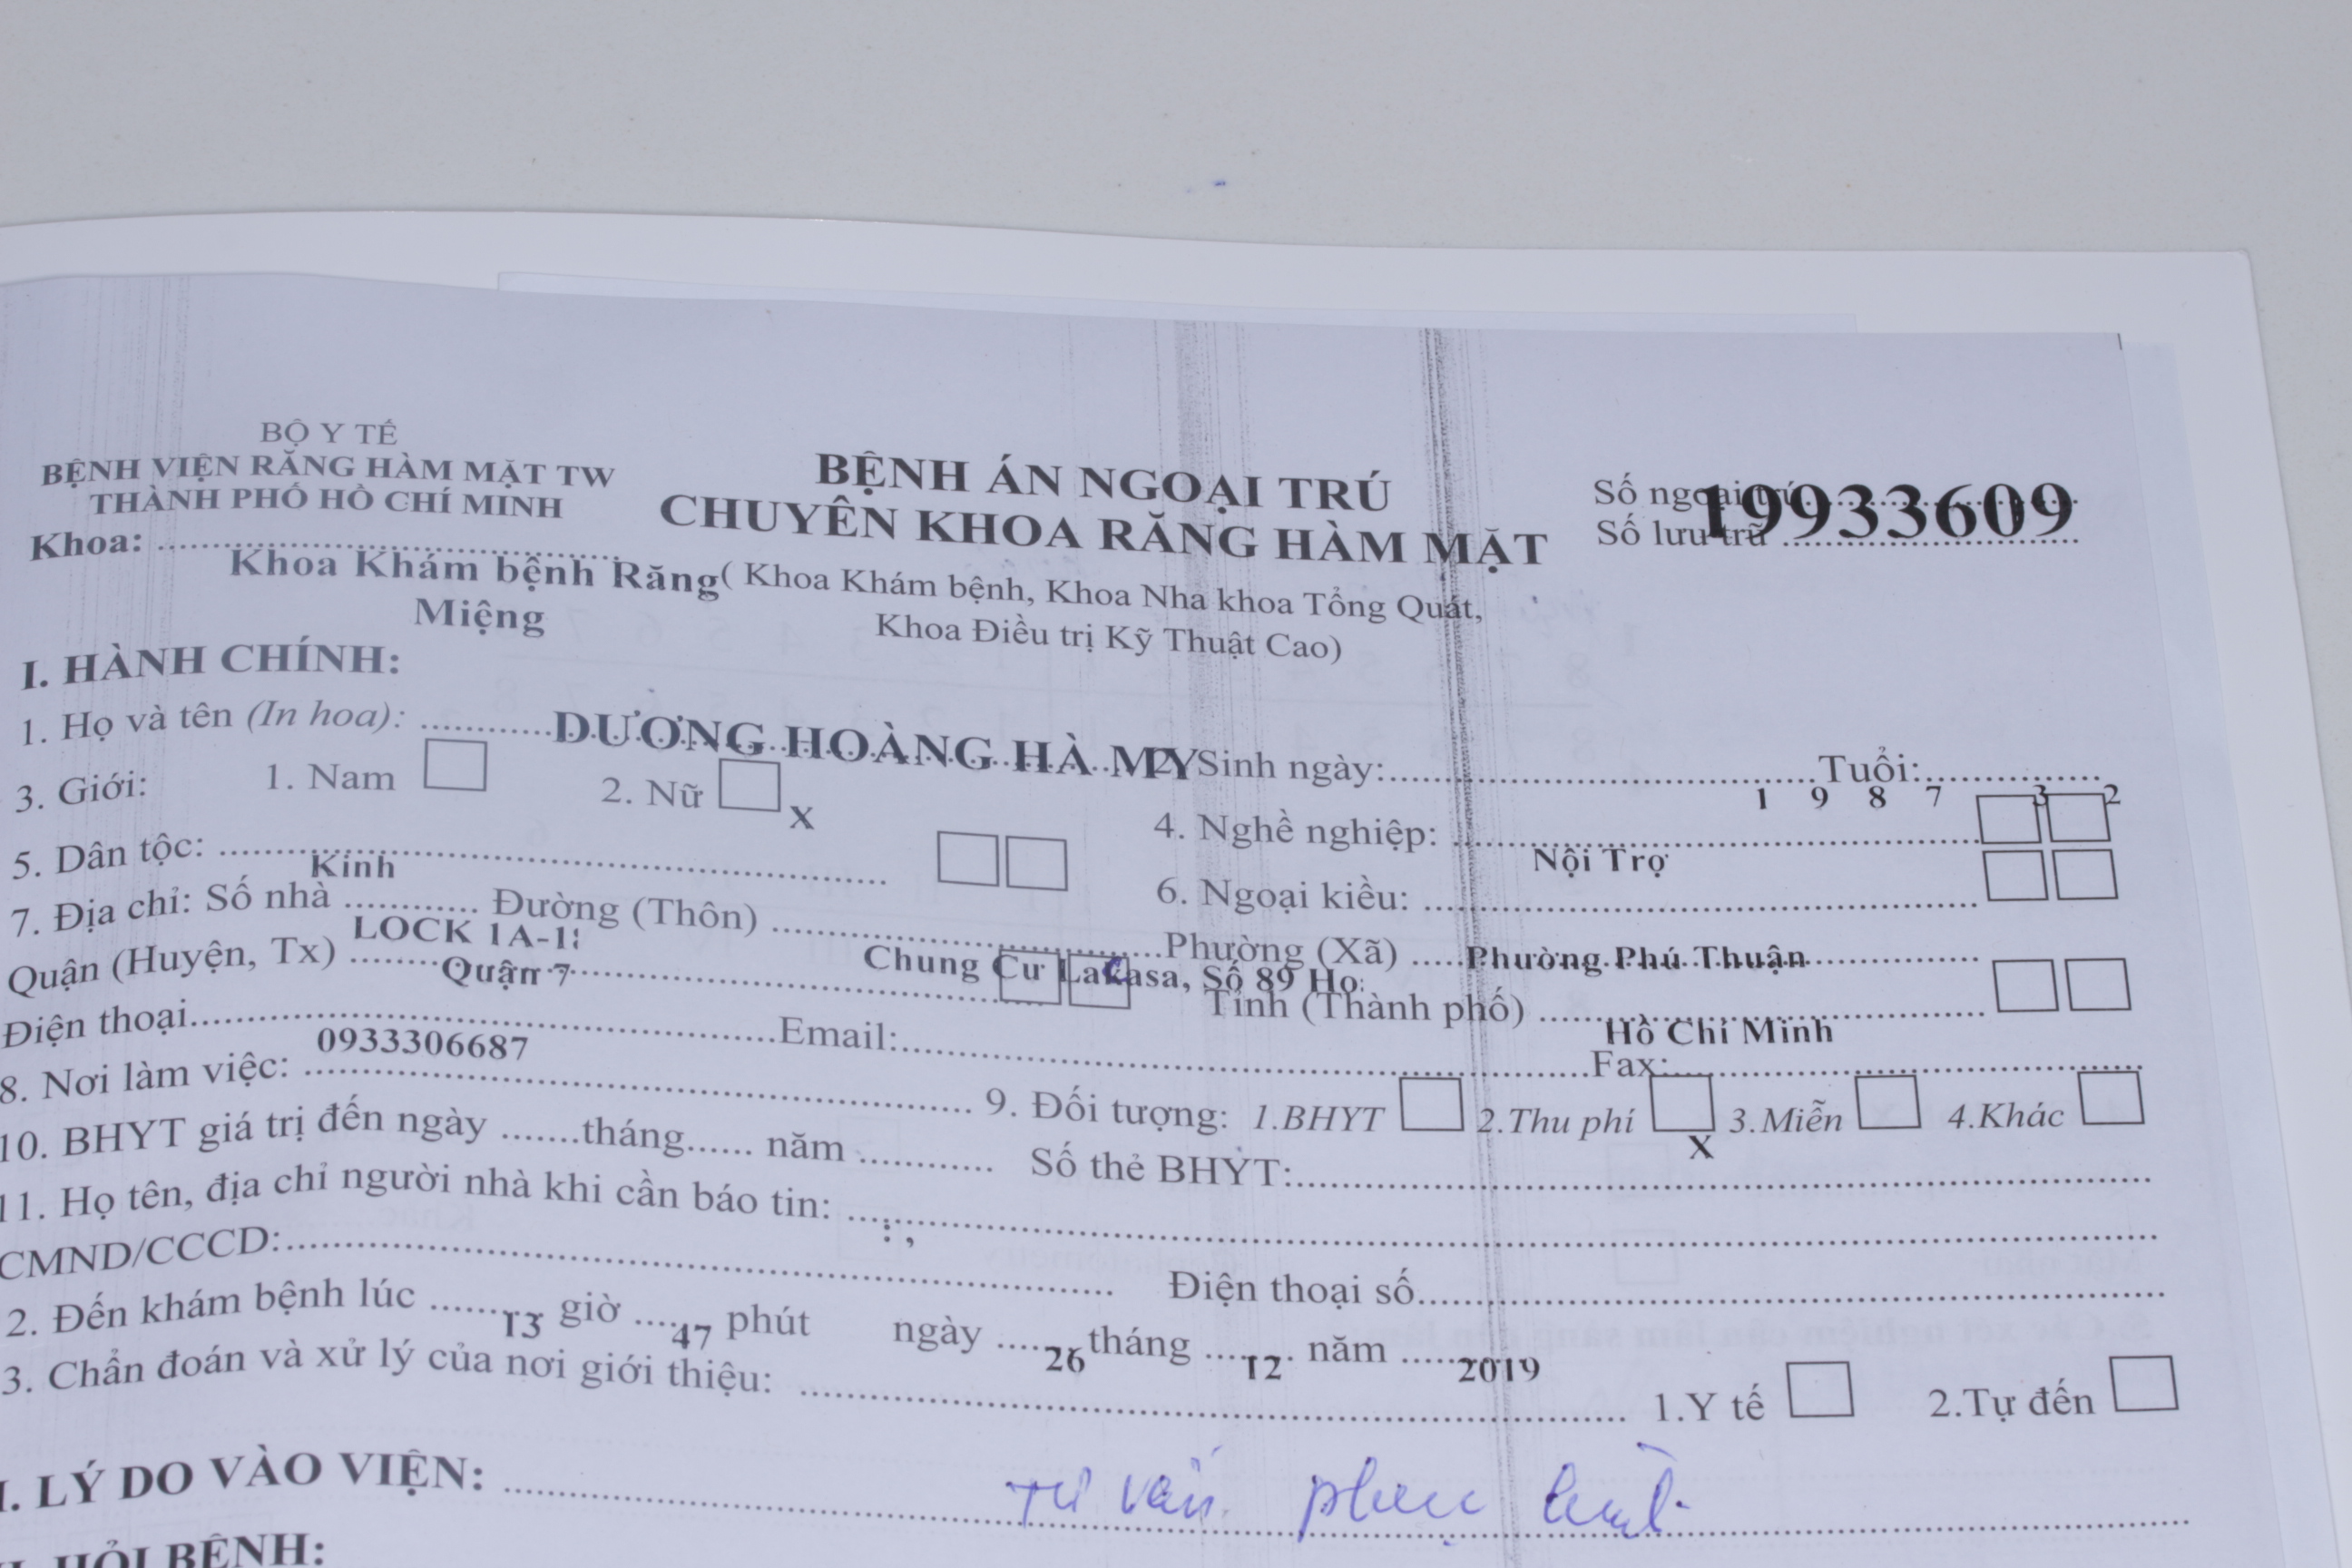 BỘ Y TẾ
BỆNH VIỆN RĂNG HÀM MẶT TW
THÀNH PHỐ HỒ CHÍ MINH
Khoa: Khoa Khám bệnh Răng Miệng
BỆNH ÁN NGOẠI TRÚ
CHUYÊN KHOA RĂNG HÀM MẶT
( Khoa Khám bệnh, Khoa Nha khoa Tổng Quát,
Khoa Điều trị Kỹ Thuật Cao)
Số ngoại trú 19933609
Số lưu trữ
I. HÀNH CHÍNH:
1. Họ và tên (In hoa): DƯƠNG HOÀNG HÀ MY 2. Sinh ngày: 1 9 8 7 Tuổi: 3 2
3. Giới: 1. Nam 2. Nữ X 4. Nghề nghiệp: Nội Trợ
5. Dân tộc: Kinh 6. Ngoại kiều:
7. Địa chỉ: Số nhà LOCK 1A-1 Đường (Thôn) Chung Cư Lakasa, Số 89 Ho Phường (Xã) Phường Phú Thuận
Quận (Huyện, Tx) Quận 7 Tỉnh (Thành phố) Hồ Chí Minh
Điện thoại 0933306687 Email: Fax:
8. Nơi làm việc: 9. Đối tượng: 1.BHYT 2.Thu phí X 3.Miễn 4.Khác
10. BHYT giá trị đến ngày tháng năm Số thẻ BHYT:
11. Họ tên, địa chỉ người nhà khi cần báo tin: : ,
CMND/CCCD: Điện thoại số
2. Đến khám bệnh lúc 13 giờ 47 phút ngày 26 tháng 12 năm 2019
3. Chẩn đoán và xử lý của nơi giới thiệu: 1.Y tế 2.Tự đến
I. LÝ DO VÀO VIỆN: Tư vấn phục hình
HỎI BỆNH: